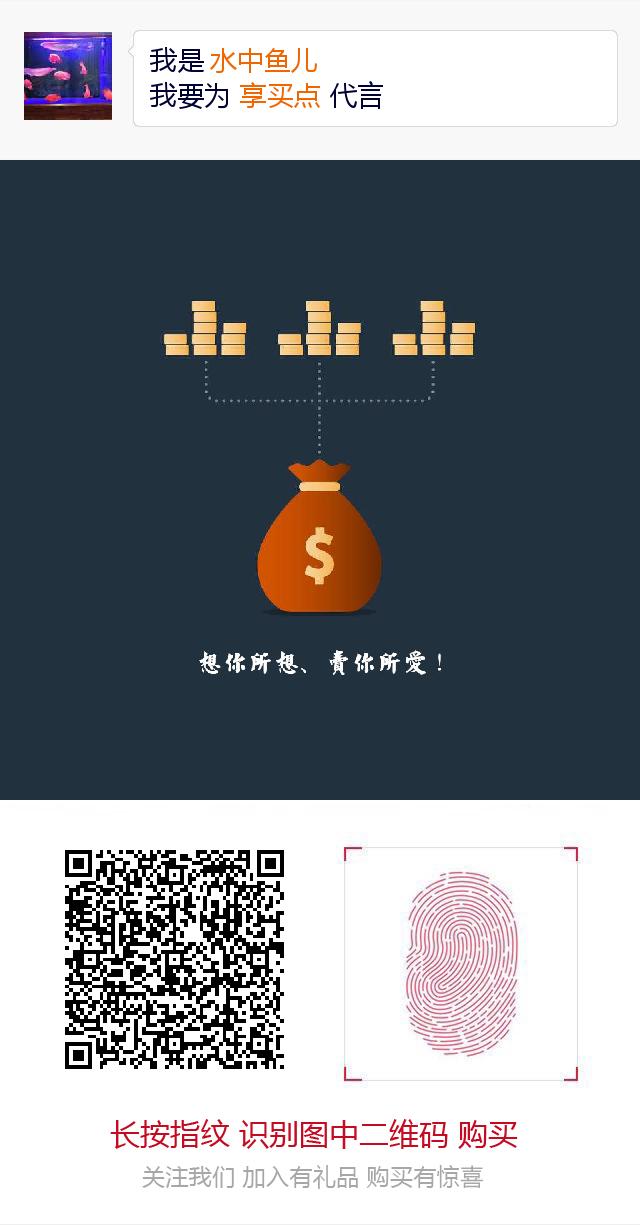 我是 水中鱼儿
我要为 享买点 代言
$
想你所想、卖你所爱！
长按指纹 识别图中二维码 购买
关注我们 加入有礼品 购买有惊喜